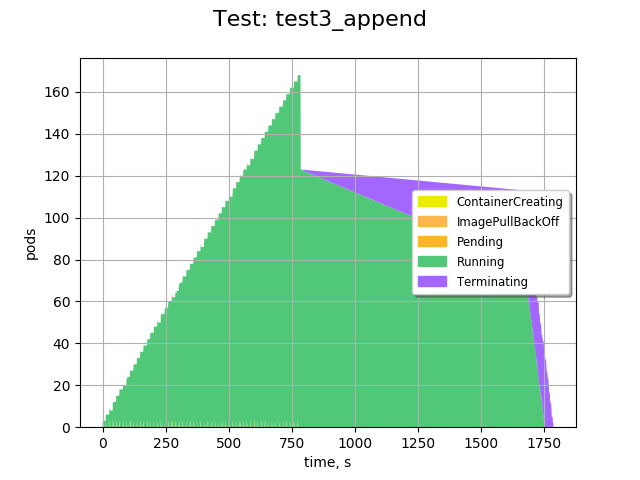 Test: test3_append
160
140
120
100
80
60
40
20
0
pods
ContainerCreating
ImagePullBackOff
Pending
Running
Terminating
0 250 500 750 1000 1250 1500 1750
time, s